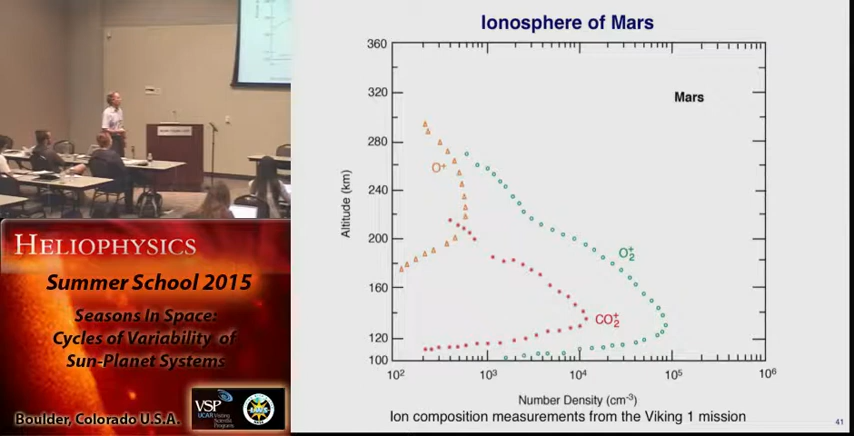 Ionosphere of Mars
360
320
280
240
200
160
120
100
Altitude (km)
Mars
O+
O2+
CO2+
10²
10³
10⁴
10⁵
10⁶
Number Density (cm⁻³)
Ion composition measurements from the Viking 1 mission
41
HELIOPHYSICS
Summer School 2015
Seasons In Space:
Cycles of Variability of
Sun-Planet Systems
Boulder, Colorado U.S.A.
VSP
UCAR Visiting
Scientist
Programs